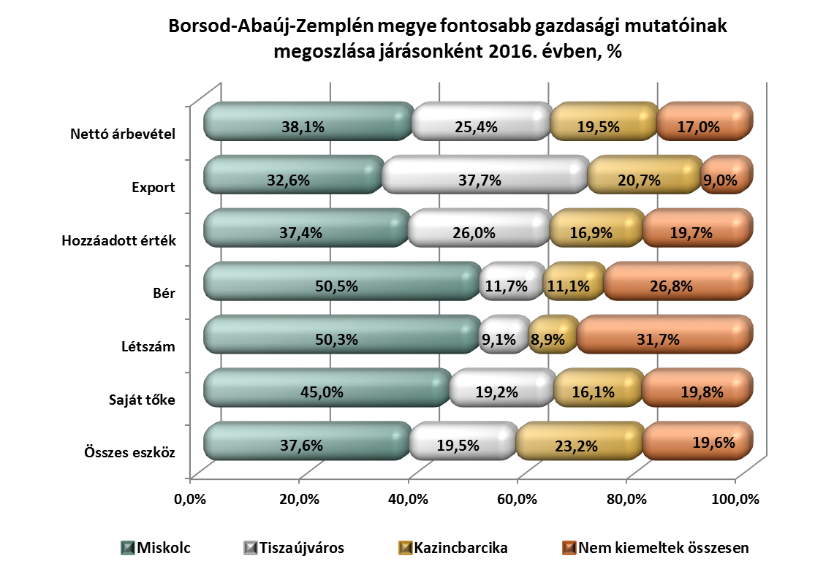 Borsod-Abaúj-Zemplén megye fontosabb gazdasági mutatóinak
megoszlása járásonként 2016. évben, %
Nettó árbevétel 38,1% 25,4% 19,5% 17,0%
Export 32,6% 37,7% 20,7% 9,0%
Hozzáadott érték 37,4% 26,0% 16,9% 19,7%
Bér 50,5% 11,7% 11,1% 26,8%
Létszám 50,3% 9,1% 8,9% 31,7%
Saját tőke 45,0% 19,2% 16,1% 19,8%
Összes eszköz 37,6% 19,5% 23,2% 19,6%
0,0% 20,0% 40,0% 60,0% 80,0% 100,0%
Miskolc Tiszaújváros Kazincbarcika Nem kiemeltek összesen